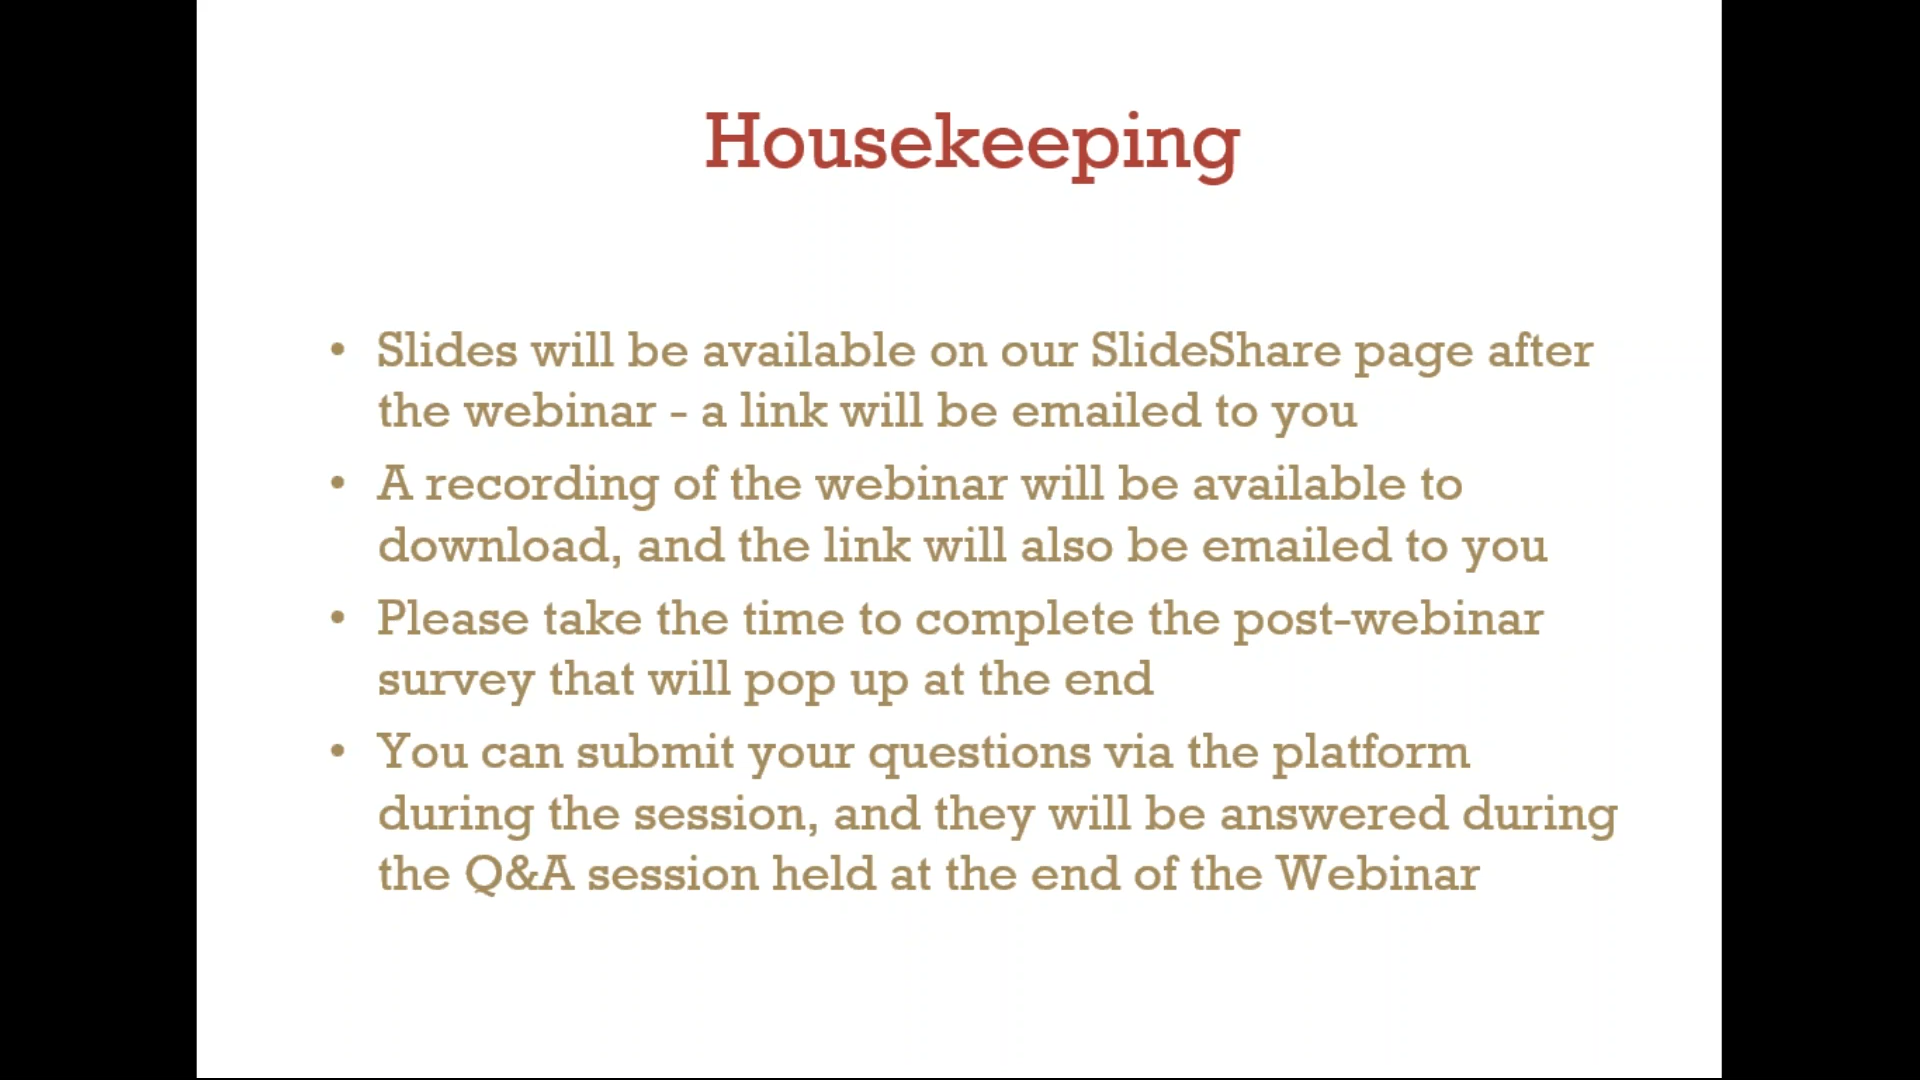 Housekeeping
• Slides will be available on our SlideShare page after
the webinar - a link will be emailed to you
• A recording of the webinar will be available to
download, and the link will also be emailed to you
• Please take the time to complete the post-webinar
survey that will pop up at the end
• You can submit your questions via the platform
during the session, and they will be answered during
the Q&A session held at the end of the Webinar